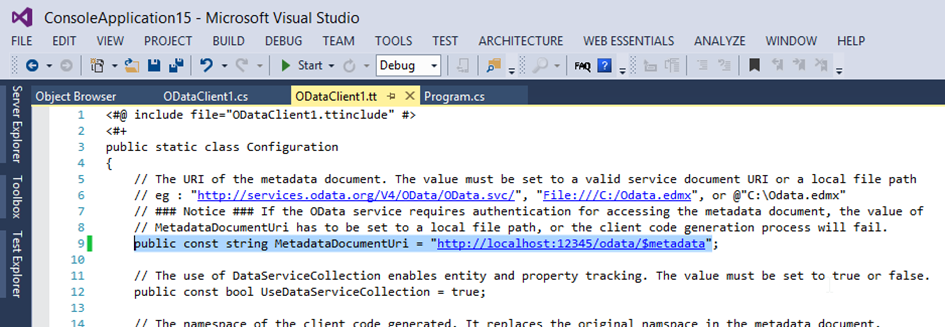 ConsoleApplication15 - Microsoft Visual Studio
FILE EDIT VIEW PROJECT BUILD DEBUG TEAM TOOLS TEST ARCHITECTURE WEB ESSENTIALS ANALYZE WINDOW HELP
Start Debug FAQ ?
Server Explorer
Toolbox
Test Explorer
Object Browser ODataClient1.cs ODataClient1.tt Program.cs
1 <#@ include file="ODataClient1.ttinclude" #>
2 <#+
3 public static class Configuration
4 {
5 // The URI of the metadata document. The value must be set to a valid service document URI or a local file path
6 // eg : "http://services.odata.org/V4/OData/OData.svc/", "File:///C:/Odata.edmx", or @"C:\Odata.edmx"
7 // ### Notice ### If the OData service requires authentication for accessing the metadata document, the value of
8 // MetadataDocumentUri has to be set to a local file path, or the client code generation process will fail.
9 public const string MetadataDocumentUri = "http://localhost:12345/odata/$metadata";
10
11 // The use of DataServiceCollection enables entity and property tracking. The value must be set to true or false.
12 public const bool UseDataServiceCollection = true;
13
14 // The namespace of the client code generated. It replaces the original namspace in the metadata document.